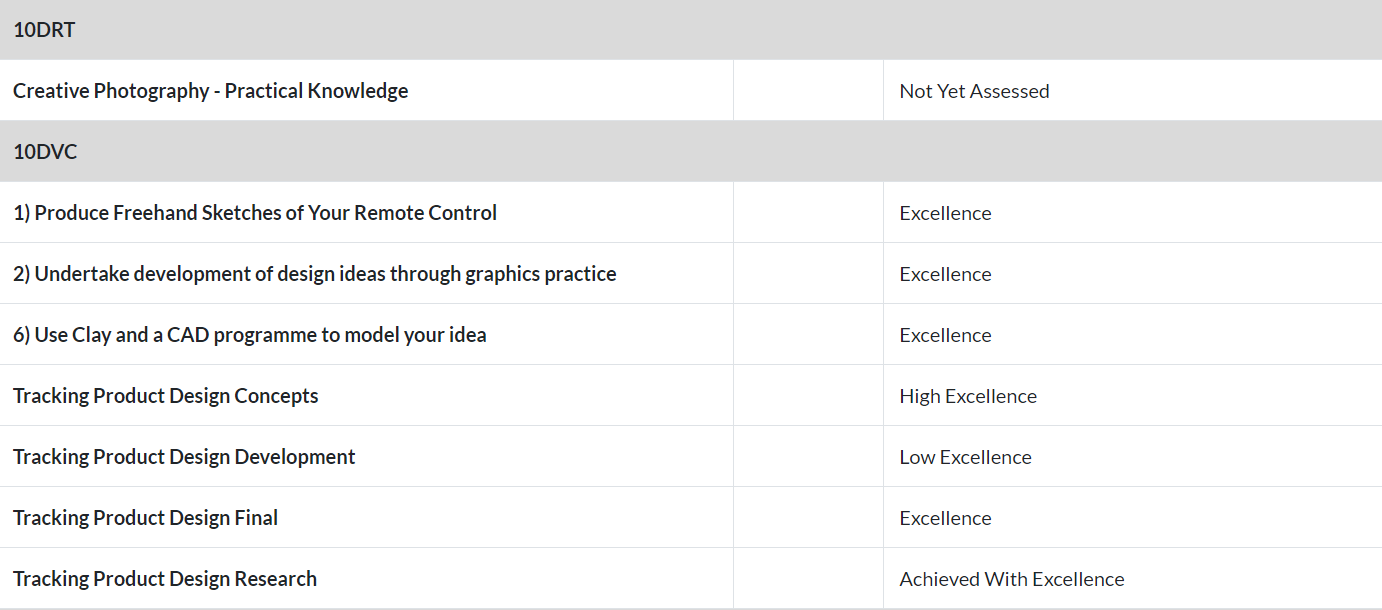 10DRT
Creative Photography - Practical Knowledge Not Yet Assessed
10DVC
1) Produce Freehand Sketches of Your Remote Control Excellence
2) Undertake development of design ideas through graphics practice Excellence
6) Use Clay and a CAD programme to model your idea Excellence
Tracking Product Design Concepts High Excellence
Tracking Product Design Development Low Excellence
Tracking Product Design Final Excellence
Tracking Product Design Research Achieved With Excellence